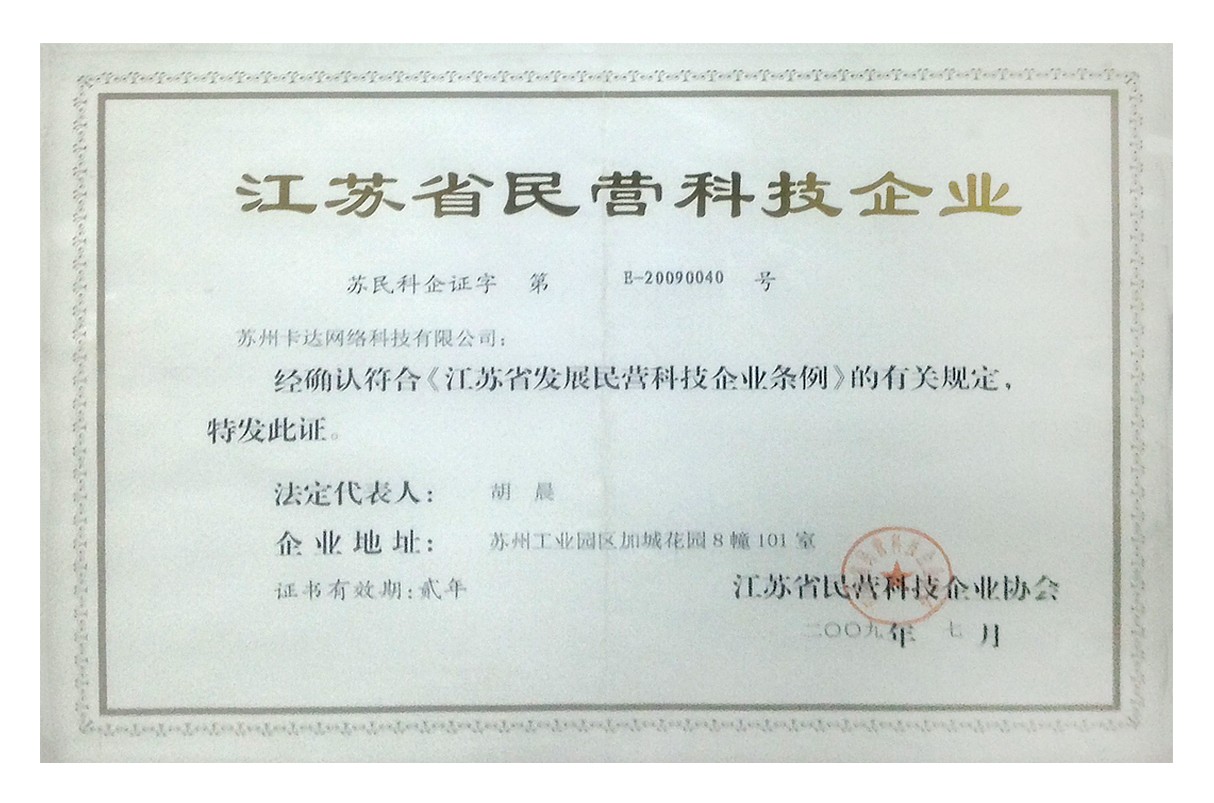 江苏省民营科技企业
苏民科企证字 第 E-20090040 号
苏州卡达网络科技有限公司:
经确认符合《江苏省发展民营科技企业条例》的有关规定，
特发此证。
法定代表人： 胡 晨
企业地址： 苏州工业园区加城花园8幢101室
证书有效期:贰年
江苏省民营科技企业协会
二〇〇九年 七 月